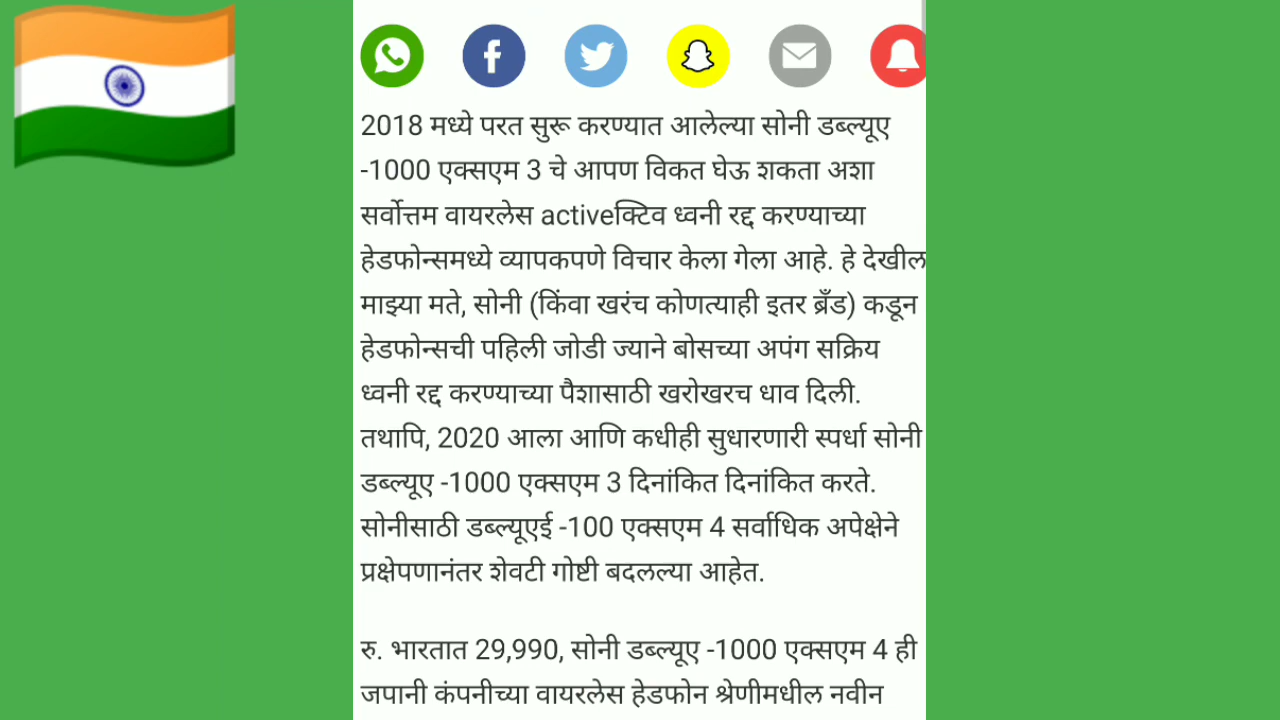 2018 मध्ये परत सुरू करण्यात आलेल्या सोनी डब्ल्यूए
-1000 एक्सएम 3 चे आपण विकत घेऊ शकता अशा
सर्वोत्तम वायरलेस activeक्टिव ध्वनी रद्द करण्याच्या
हेडफोन्समध्ये व्यापकपणे विचार केला गेला आहे. हे देखील
माझ्या मते, सोनी (किंवा खरंच कोणत्याही इतर ब्रँड) कडून
हेडफोन्सची पहिली जोडी ज्याने बोसच्या अपंग सक्रिय
ध्वनी रद्द करण्याच्या पैशासाठी खरोखरच धाव दिली.
तथापि, 2020 आला आणि कधीही सुधारणारी स्पर्धा सोनी
डब्ल्यूए -1000 एक्सएम 3 दिनांकित दिनांकित करते.
सोनीसाठी डब्ल्यूएई -100 एक्सएम 4 सर्वाधिक अपेक्षेने
प्रक्षेपणानंतर शेवटी गोष्टी बदलल्या आहेत.
रु. भारतात 29,990, सोनी डब्ल्यूए -1000 एक्सएम 4 ही
जपानी कंपनीच्या वायरलेस हेडफोन श्रेणीमधील नवीन